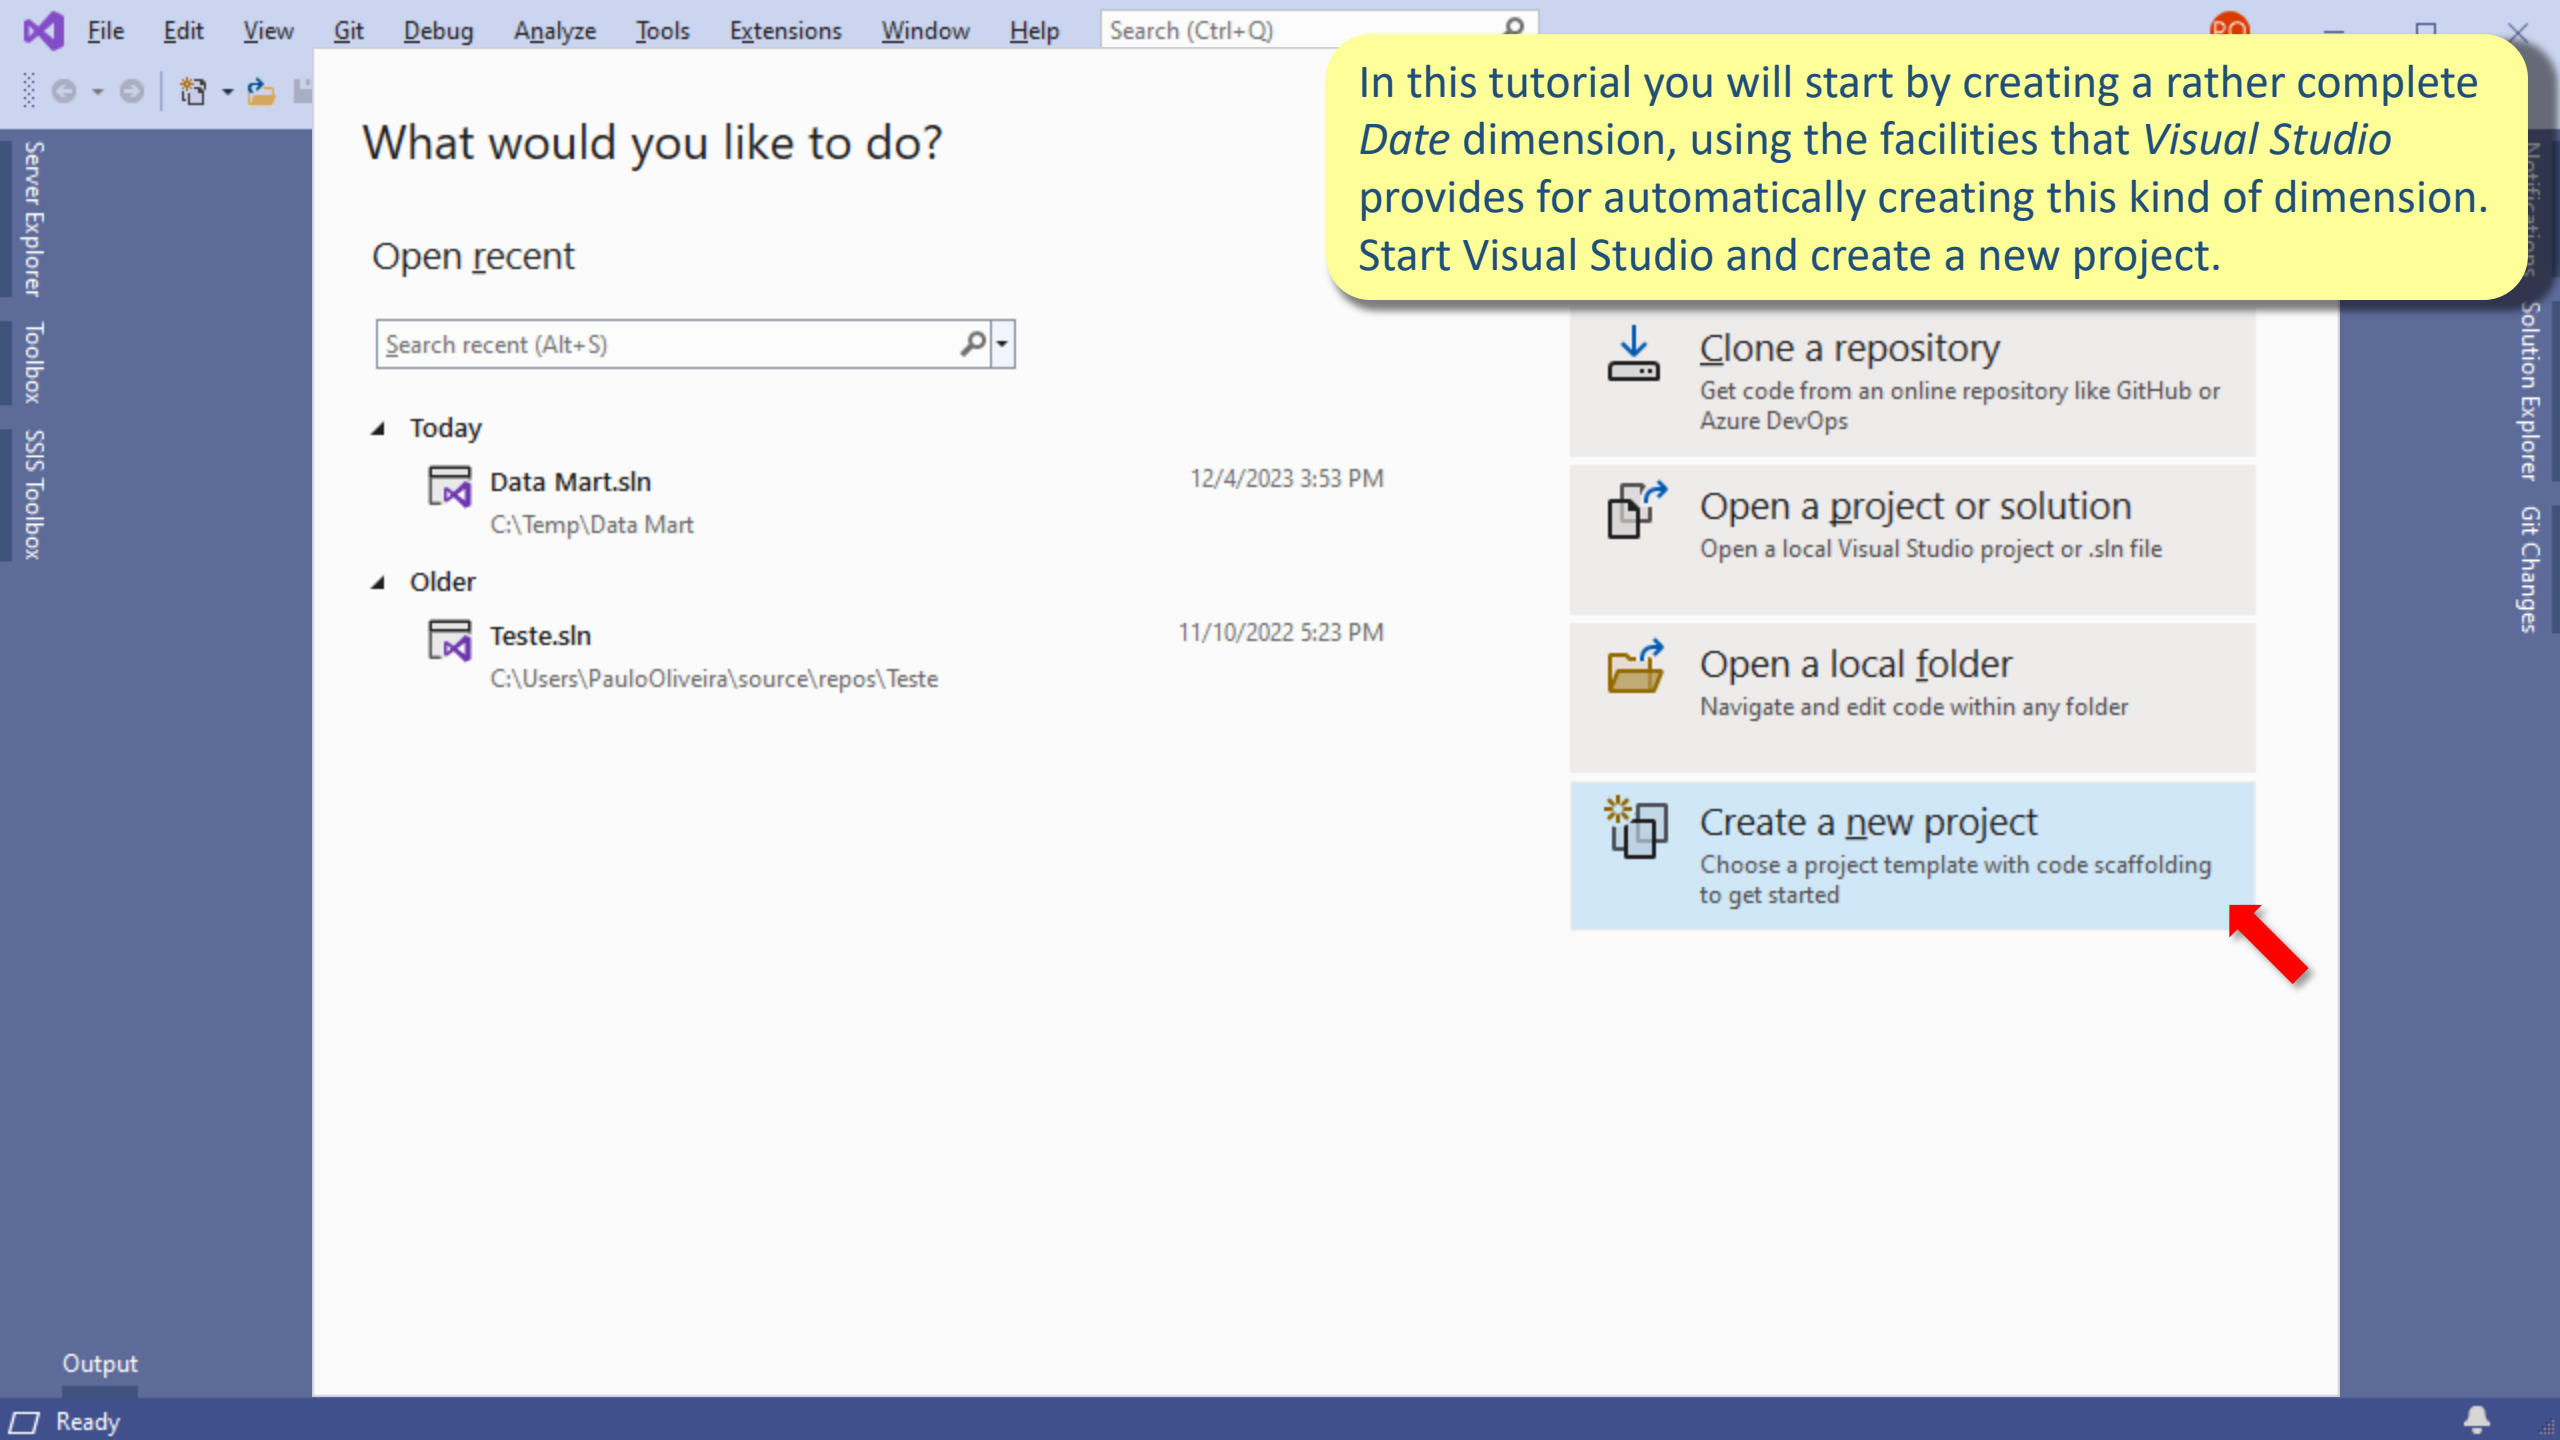 File Edit View Git Debug Analyze Tools Extensions Window Help Search (Ctrl+Q)
In this tutorial you will start by creating a rather complete
Date dimension, using the facilities that Visual Studio
provides for automatically creating this kind of dimension.
Start Visual Studio and create a new project.
Server Explorer
Toolbox
SSIS Toolbox
What would you like to do?
Open recent
Search recent (Alt+S)
Today
Data Mart.sln
12/4/2023 3:53 PM
C:\Temp\Data Mart
Older
Teste.sln
11/10/2022 5:23 PM
C:\Users\PauloOliveira\source\repos\Teste
Clone a repository
Get code from an online repository like GitHub or
Azure DevOps
Open a project or solution
Open a local Visual Studio project or .sln file
Open a local folder
Navigate and edit code within any folder
Create a new project
Choose a project template with code scaffolding
to get started
Notifications
Solution Explorer
Git Changes
Output
Ready